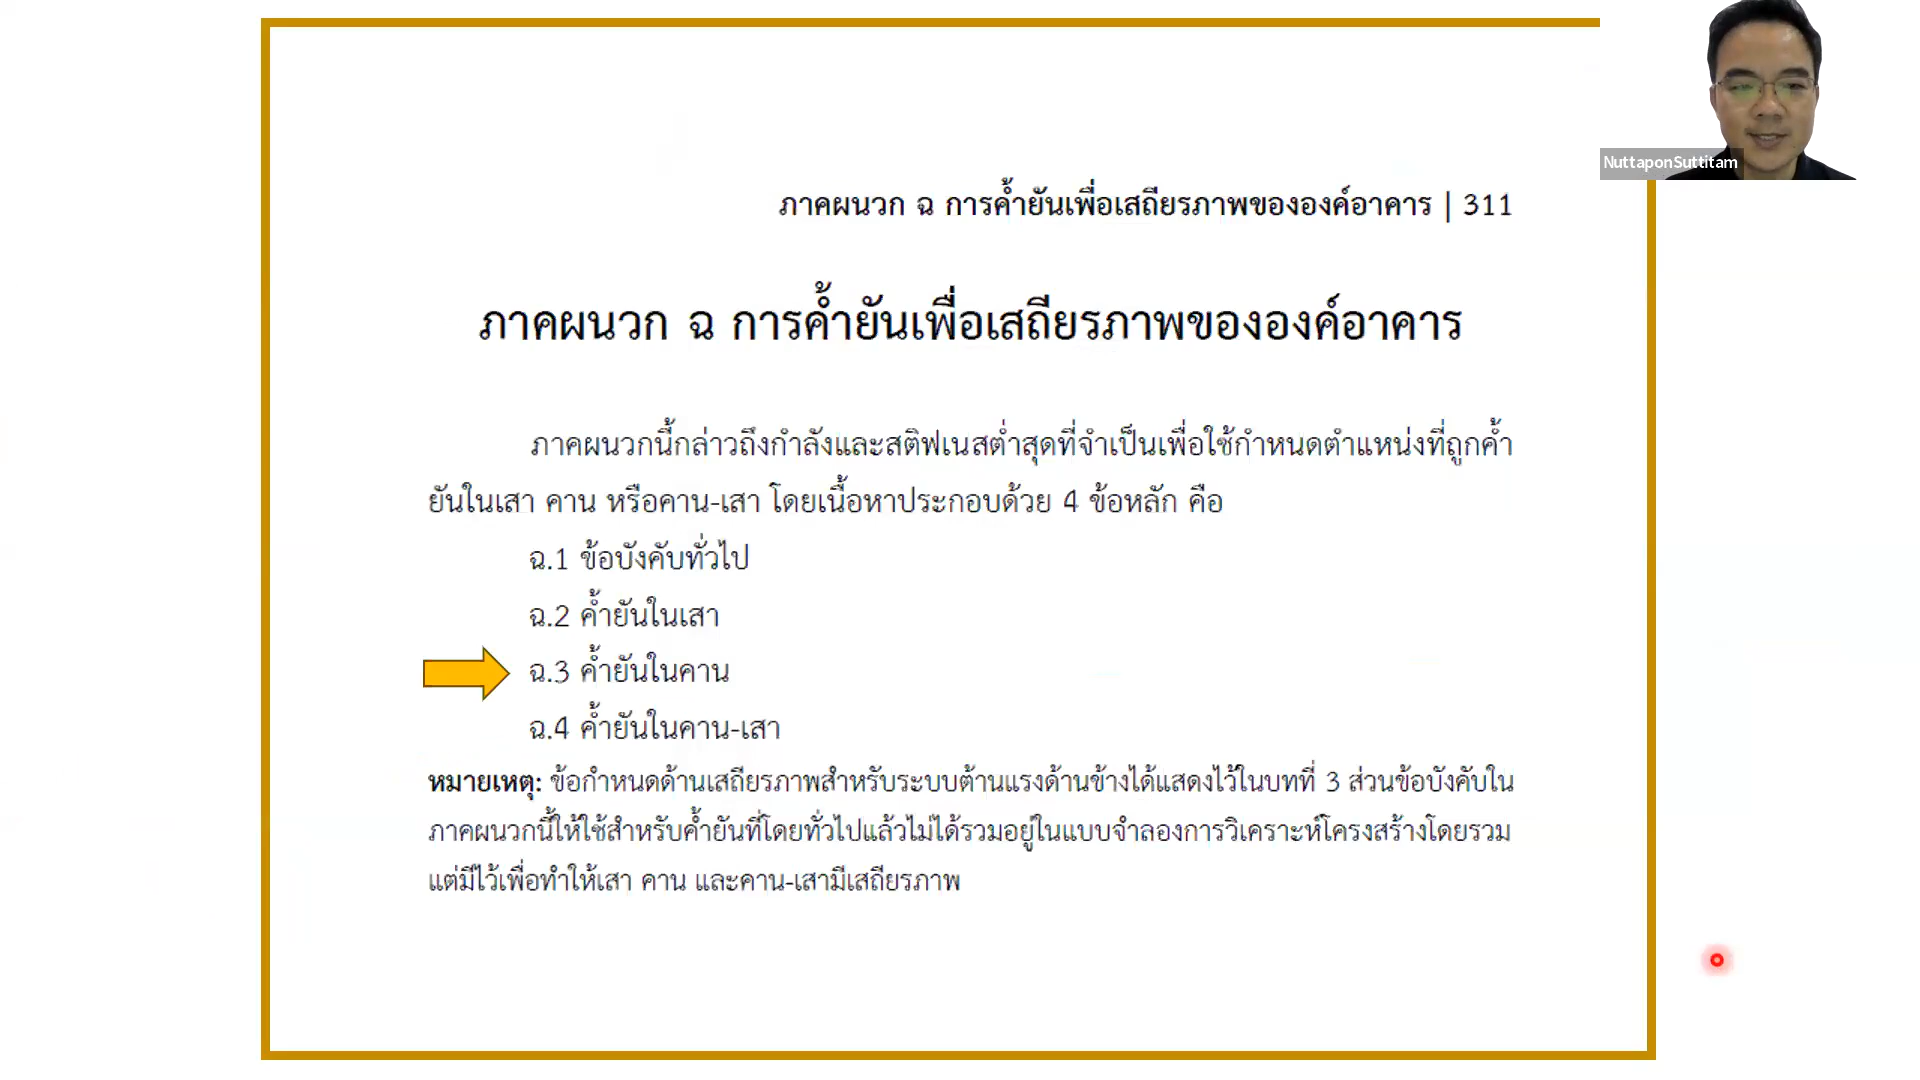 NuttaponSuttitam
ภาคผนวก ฉ การค้ำยันเพื่อเสถียรภาพขององค์อาคาร | 311
ภาคผนวก ฉ การค้ำยันเพื่อเสถียรภาพขององค์อาคาร
ภาคผนวกนี้กล่าวถึงกำลังและสติฟเนสต่ำสุดที่จำเป็นเพื่อใช้กำหนดตำแหน่งที่ถูกค้ำ
ยันในเสา คาน หรือคาน-เสา โดยเนื้อหาประกอบด้วย 4 ข้อหลัก คือ
ฉ.1 ข้อบังคับทั่วไป
ฉ.2 ค้ำยันในเสา
ฉ.3 ค้ำยันในคาน
ฉ.4 ค้ำยันในคาน-เสา
หมายเหตุ: ข้อกำหนดด้านเสถียรภาพสำหรับระบบต้านแรงด้านข้างได้แสดงไว้ในบทที่ 3 ส่วนข้อบังคับใน
ภาคผนวกนี้ให้ใช้สำหรับค้ำยันที่โดยทั่วไปแล้วไม่ได้รวมอยู่ในแบบจำลองการวิเคราะห์โครงสร้างโดยรวม
แต่มีไว้เพื่อทำให้เสา คาน และคาน-เสามีเสถียรภาพ